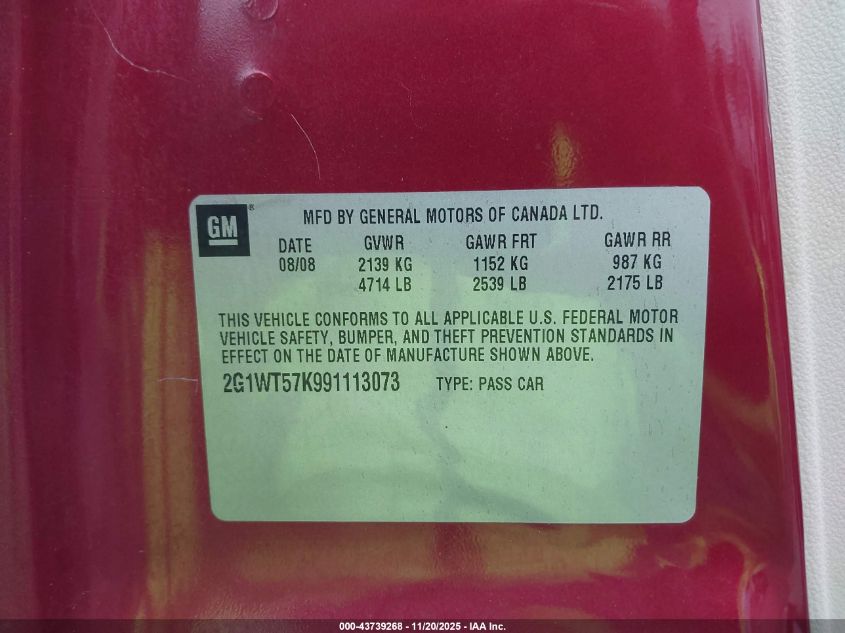 GM ®
MFD BY GENERAL MOTORS OF CANADA LTD.
DATE GVWR GAWR FRT GAWR RR
08/08 2139 KG 1152 KG 987 KG
4714 LB 2539 LB 2175 LB
THIS VEHICLE CONFORMS TO ALL APPLICABLE U.S. FEDERAL MOTOR
VEHICLE SAFETY, BUMPER, AND THEFT PREVENTION STANDARDS IN
EFFECT ON THE DATE OF MANUFACTURE SHOWN ABOVE.
2G1WT57K991113073 TYPE: PASS CAR
000-43739268 - 11/20/2025 - IAA Inc.